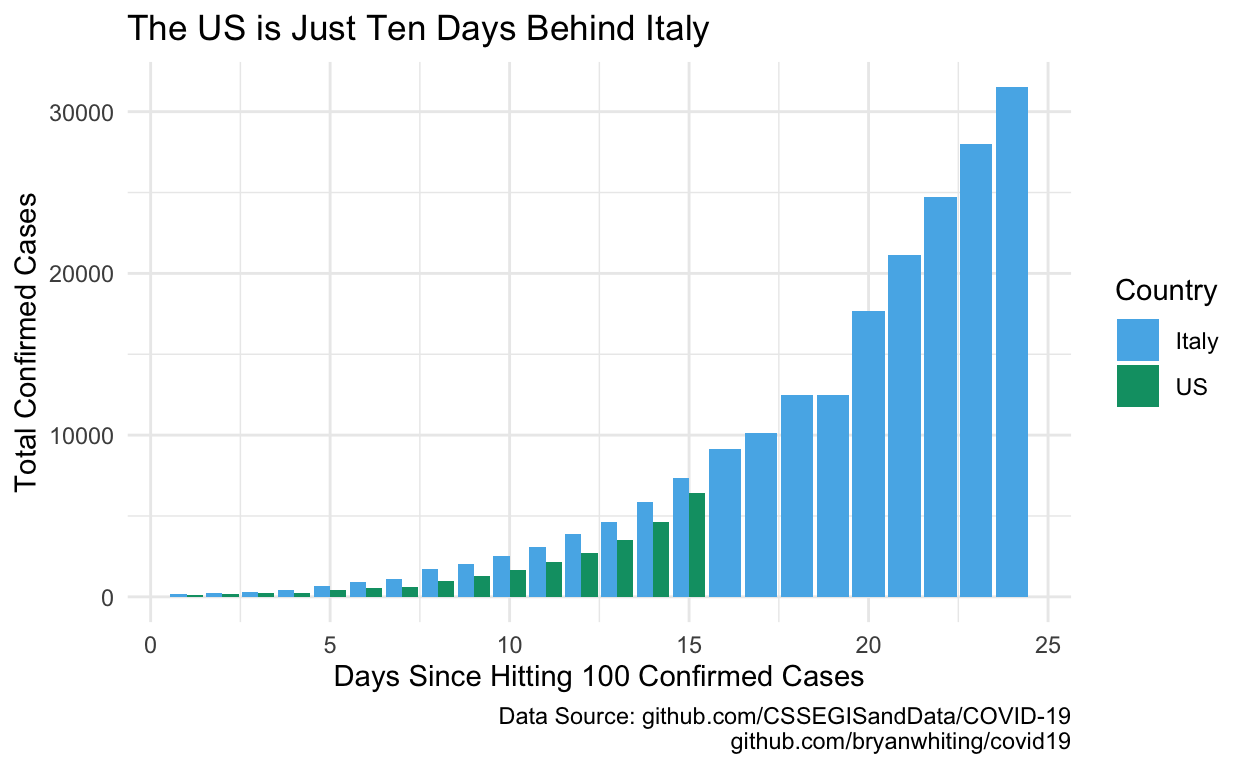 The US is Just Ten Days Behind Italy
30000
20000
10000
0
Total Confirmed Cases
0 5 10 15 20 25
Days Since Hitting 100 Confirmed Cases
Country
Italy
US
Data Source: github.com/CSSEGISandData/COVID-19
github.com/bryanwhiting/covid19